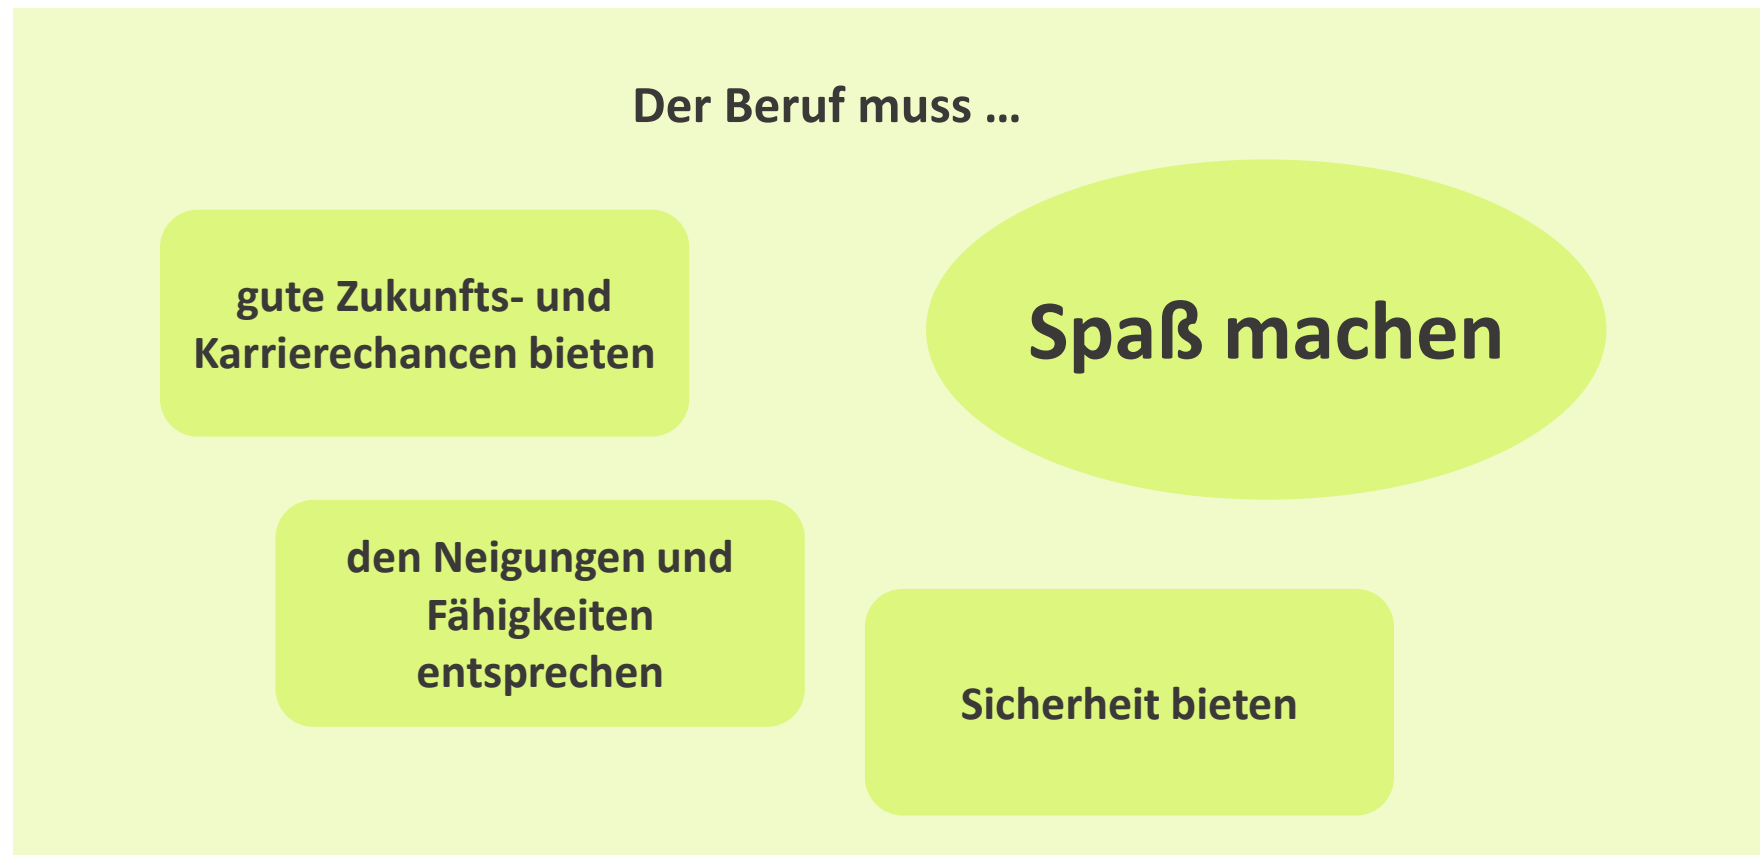 Der Beruf muss …
gute Zukunfts- und
Karrierechancen bieten
Spaß machen
den Neigungen und
Fähigkeiten
entsprechen
Sicherheit bieten